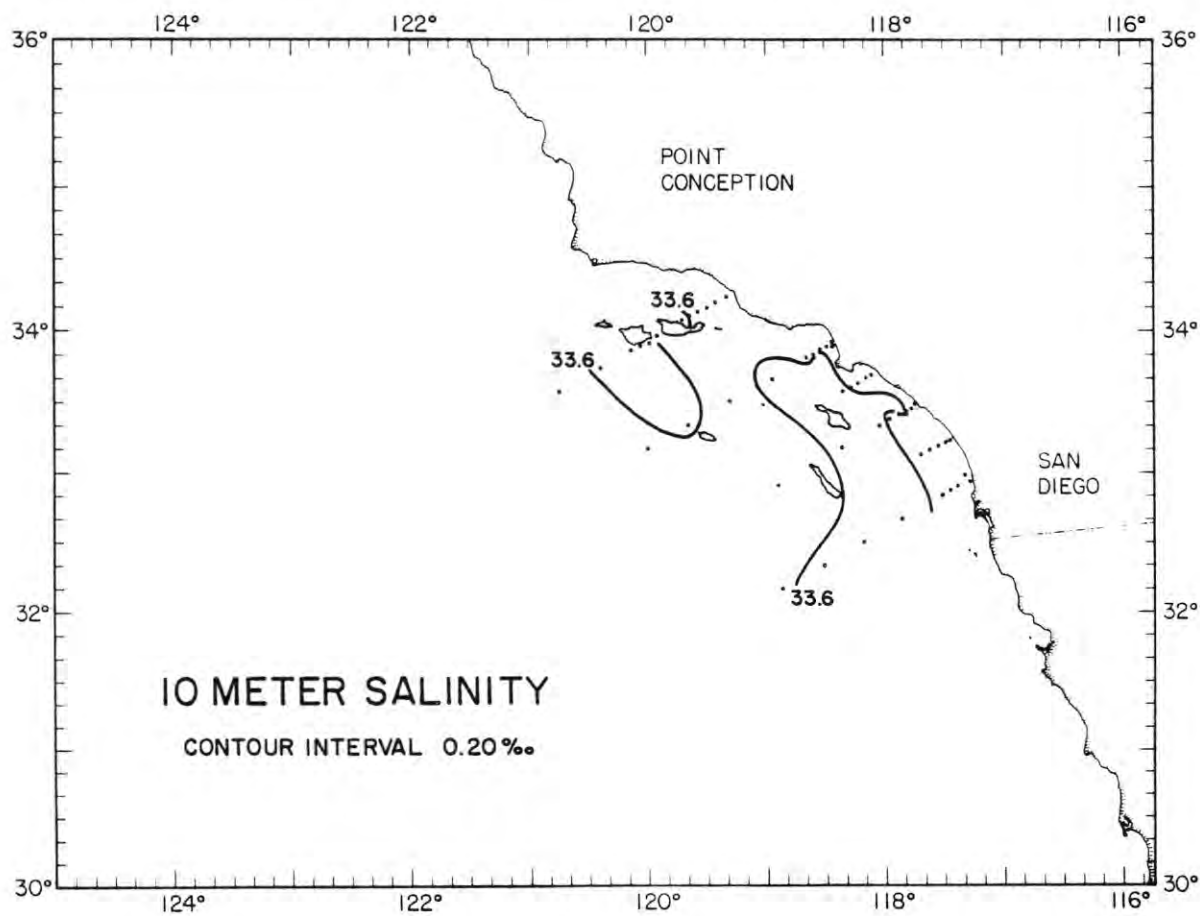 124° 122° 120° 118° 116°
36° 36°
POINT
CONCEPTION
33.6
34° 34°
33.6
SAN
DIEGO
33.6
32° 32°
10 METER SALINITY
CONTOUR INTERVAL 0.20 ‰
30° 30°
124° 122° 120° 118° 116°